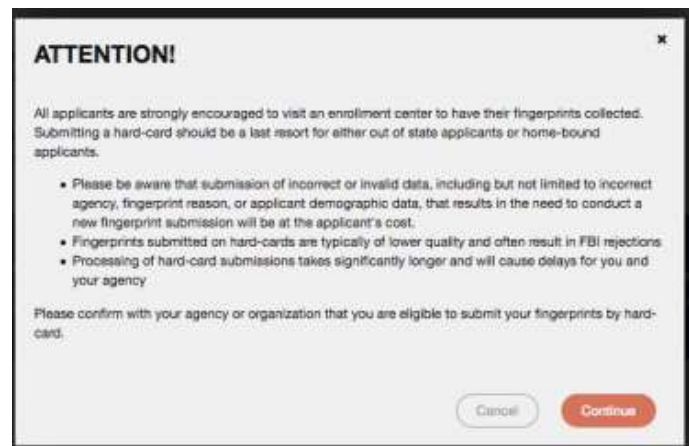 ATTENTION!
All applicants are strongly encouraged to visit an enrollment center to have their fingerprints collected.
Submitting a hard-card should be a last resort for either out of state applicants or home-bound
applicants.
• Please be aware that submission of incorrect or invalid data, including but not limited to incorrect
agency, fingerprint reason, or applicant demographic data, that results in the need to conduct a
new fingerprint submission will be at the applicant's cost.
• Fingerprints submitted on hard-cards are typically of lower quality and often result in FBI rejections
• Processing of hard-card submissions takes significantly longer and will cause delays for you and
your agency
Please confirm with your agency or organization that you are eligible to submit your fingerprints by hard-
card.
Cancel Continue